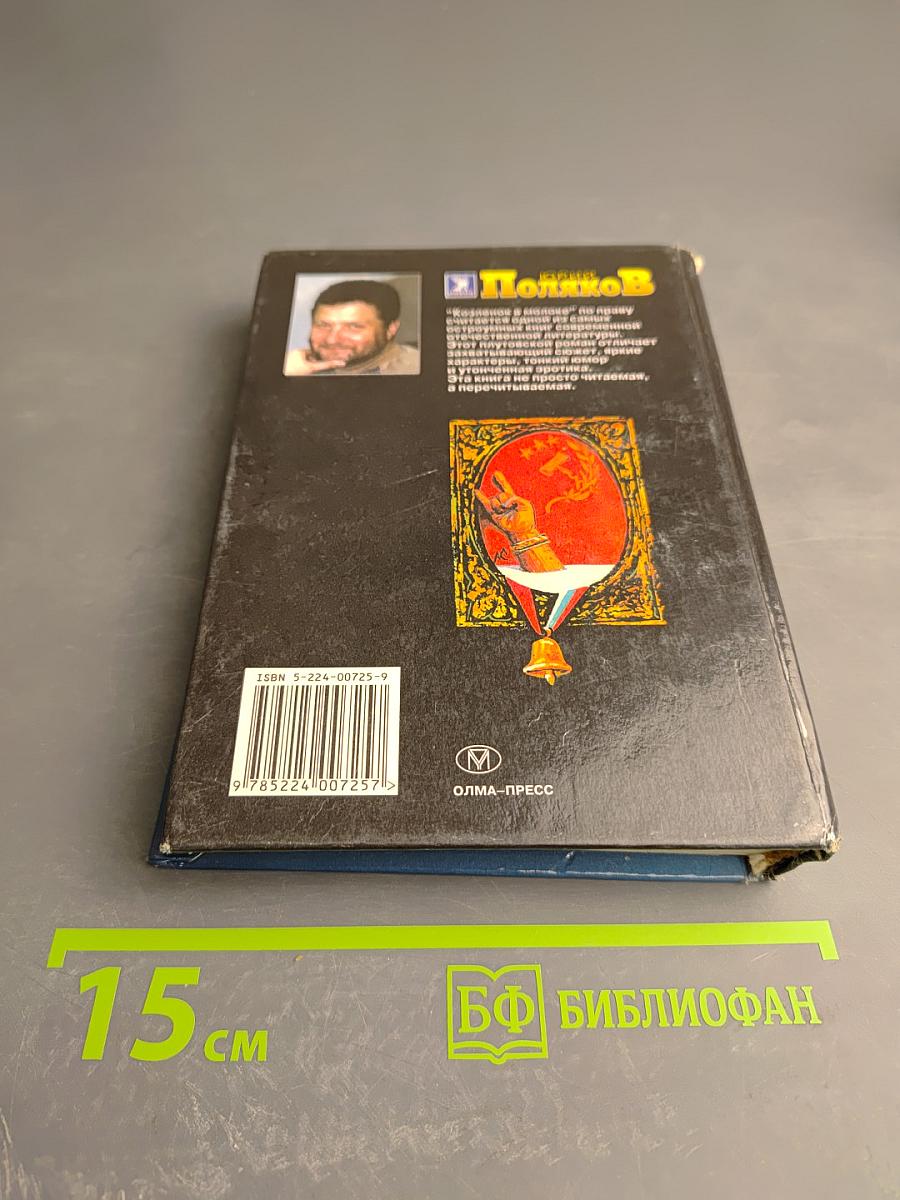 ПоляковВ
"Козленок в молоке" по праву
считается одной из самых
остроумных книг современной
отечественной литературы.
Этот плутовской роман отличает
захватывающий сюжет, яркие
характеры, тонкий юмор
и утонченная эротика.
Эта книга не просто читаемая,
а перечитываемая.
ISBN 5-224-00725-9
9 785224 007257 >
ОЛМА–ПРЕСС
15 см
БФ БИБЛИОФАН